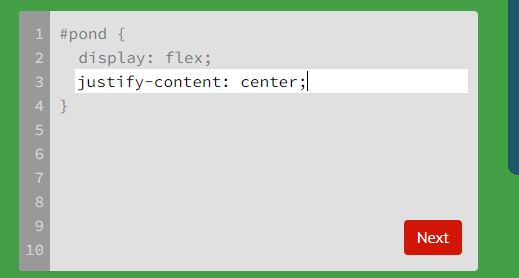 1 #pond {
2 display: flex;
3 justify-content: center;
4 }
5
6
7
8
9
10
Next